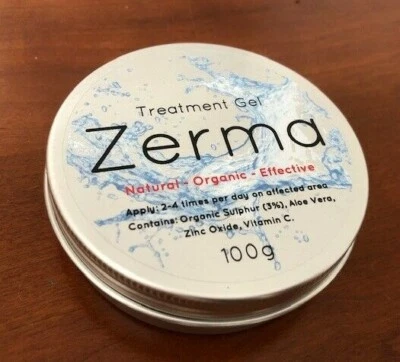 Treatment Gel
Zerma
Natural - Organic - Effective
Apply: 2-4 times per day on affected area
Contains: Organic Sulphur (3%), Aloe Vera,
Zinc Oxide, Vitamin C.
100g